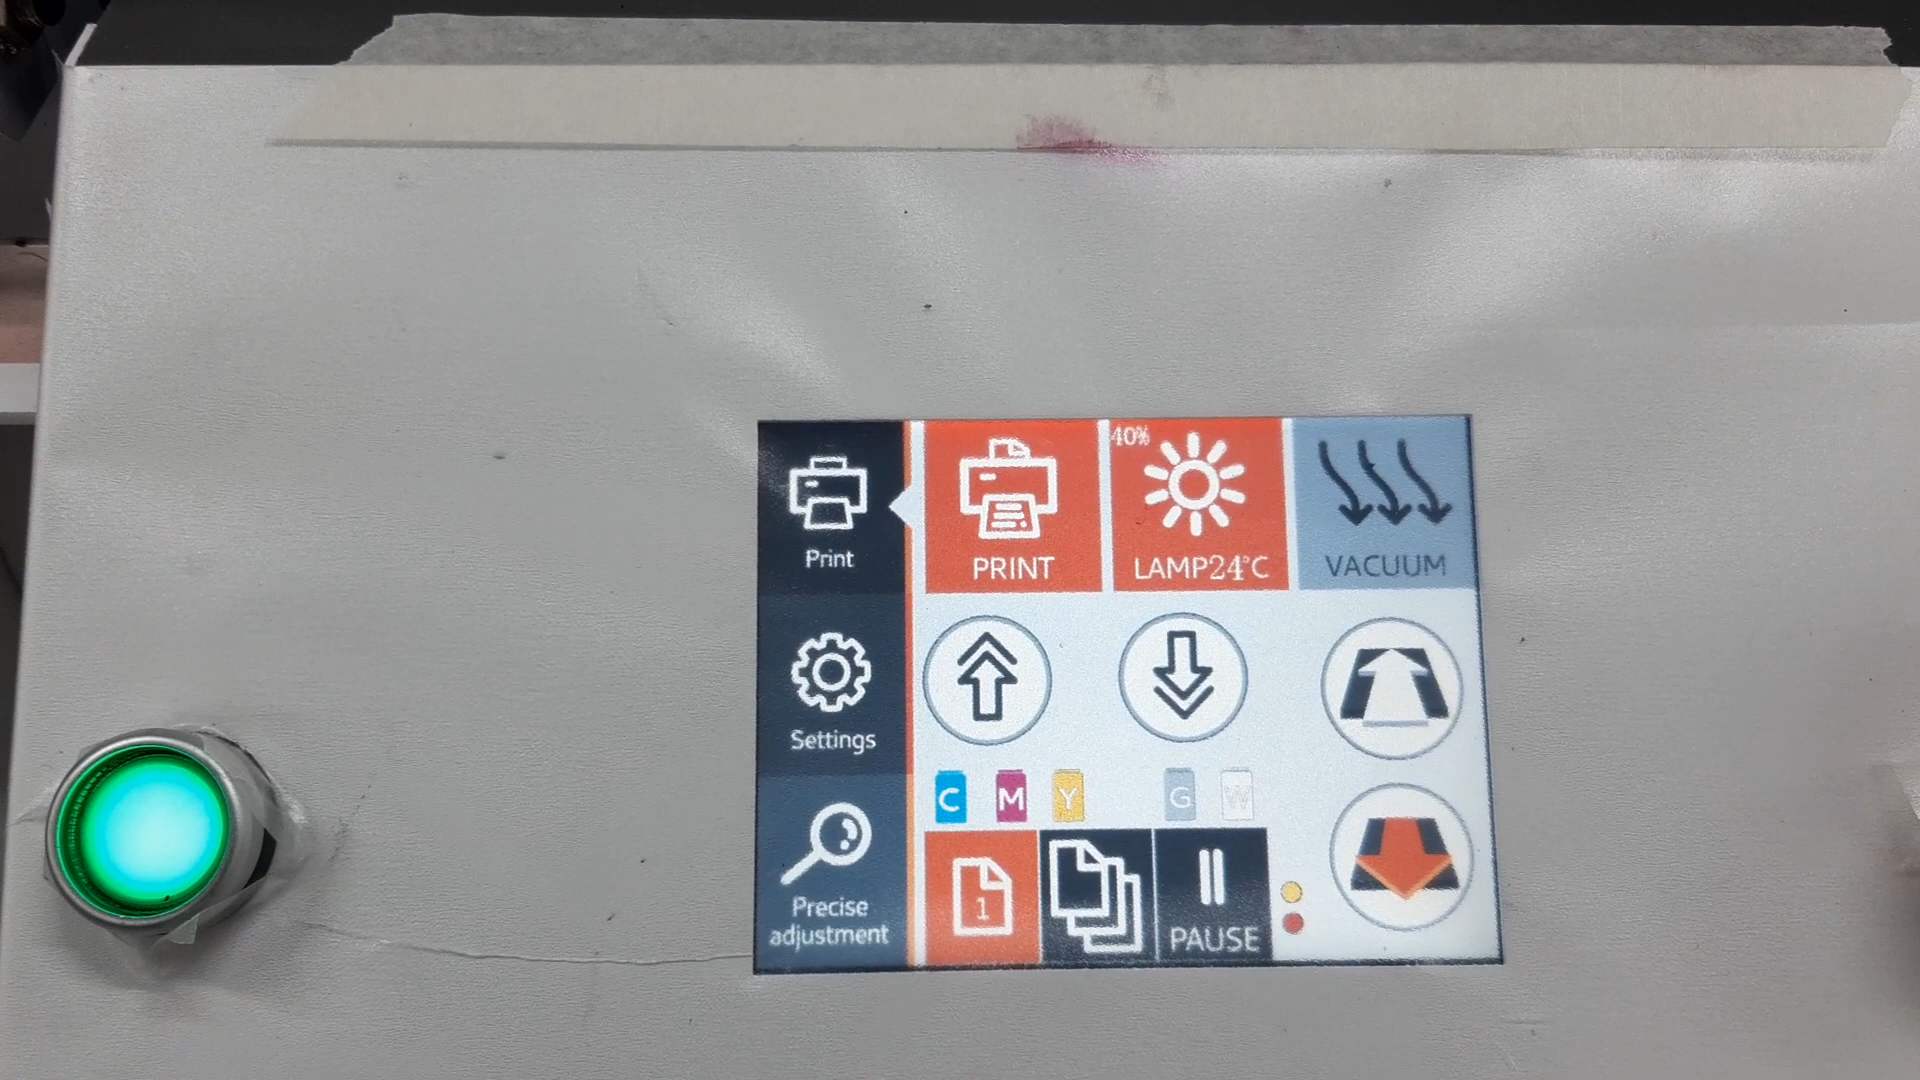 Print
PRINT
40%
LAMP24°C
VACUUM
Settings
C M Y G W
Precise
adjustment
1
PAUSE